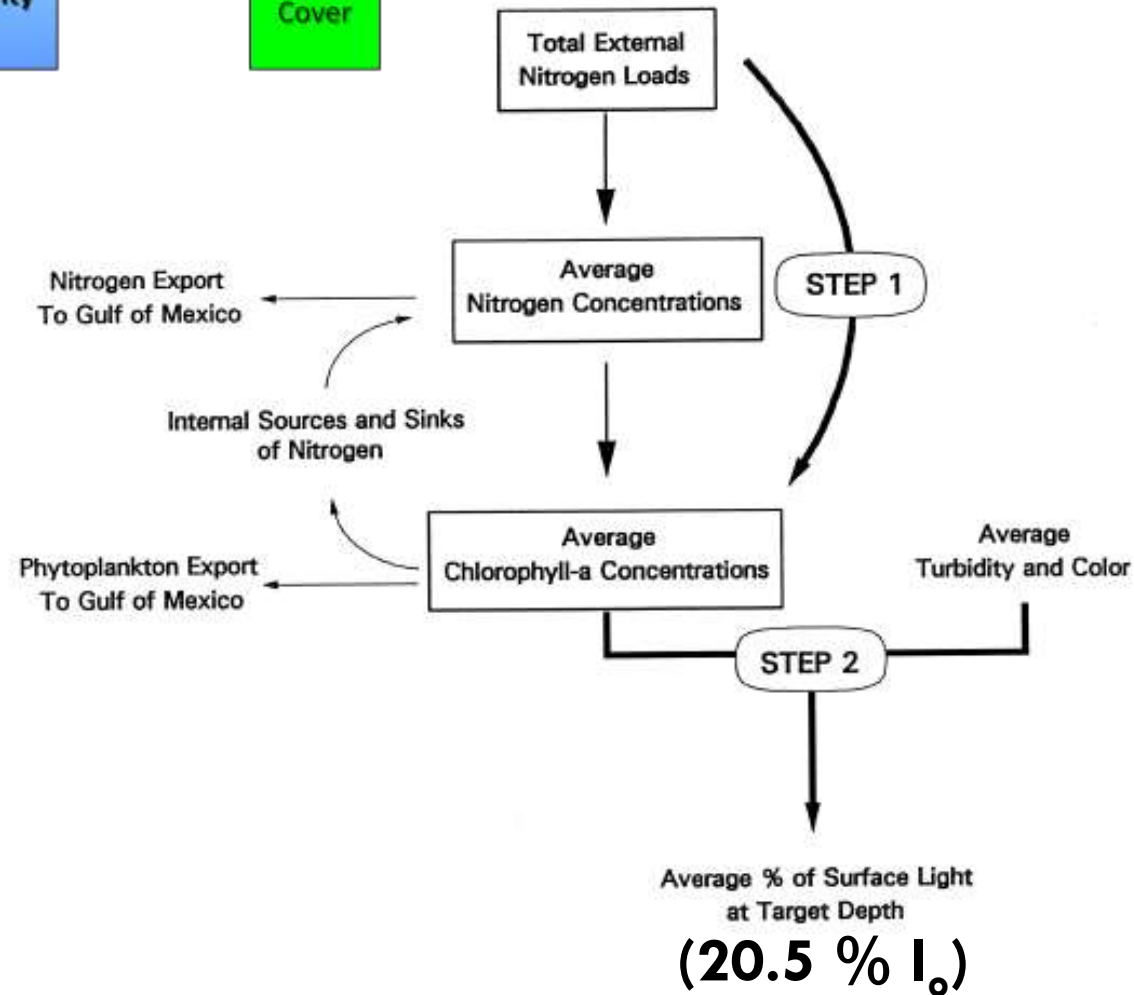 Cover
Total External
Nitrogen Loads
Average
Nitrogen Concentrations
STEP 1
Nitrogen Export
To Gulf of Mexico
Internal Sources and Sinks
of Nitrogen
Average
Chlorophyll-a Concentrations
Average
Turbidity and Color
Phytoplankton Export
To Gulf of Mexico
STEP 2
Average % of Surface Light
at Target Depth
(20.5 % Iₒ)